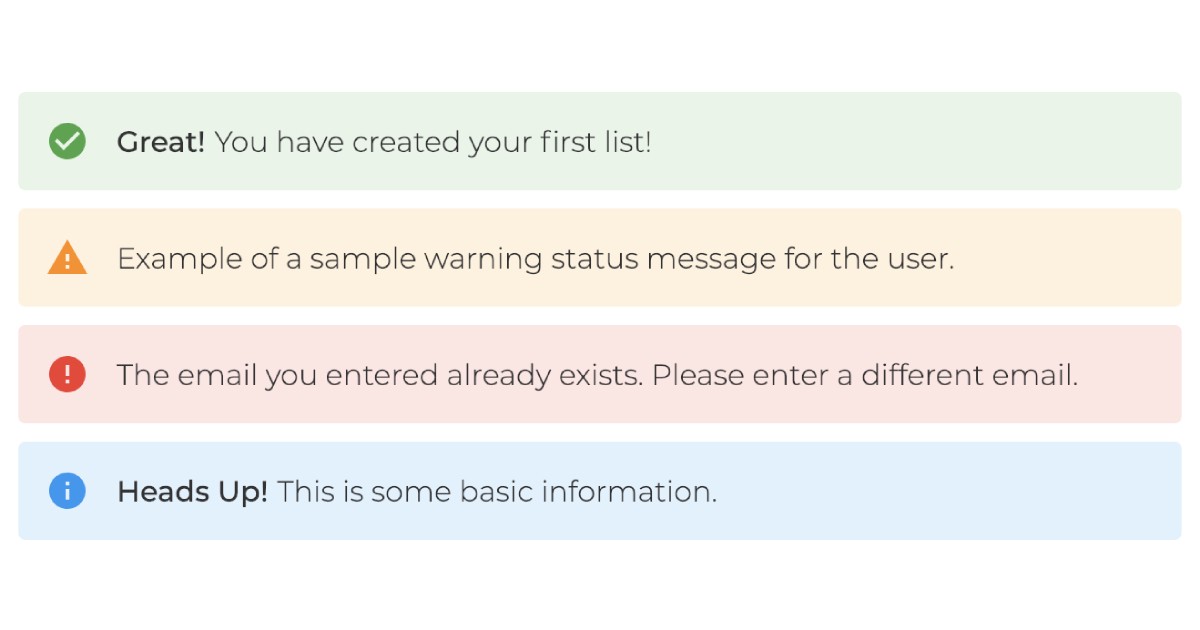 Great! You have created your first list!
Example of a sample warning status message for the user.
The email you entered already exists. Please enter a different email.
Heads Up! This is some basic information.